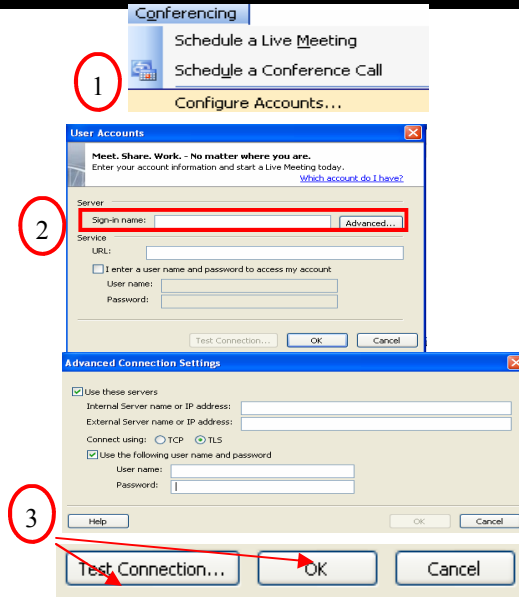 Conferencing
Schedule a Live Meeting
Schedule a Conference Call
1
Configure Accounts...
User Accounts
Meet. Share. Work. - No matter where you are.
Enter your account information and start a Live Meeting today.
Which account do I have?
Server
2
Sign-in name:
Advanced...
Service
URL:
I enter a user name and password to access my account
User name:
Password:
Test Connection...
OK
Cancel
Advanced Connection Settings
Use these servers
Internal Server name or IP address:
External Server name or IP address:
Connect using:
TCP
TLS
Use the following user name and password
User name:
Password:
3
Help
OK
Cancel
Test Connection...
OK
Cancel